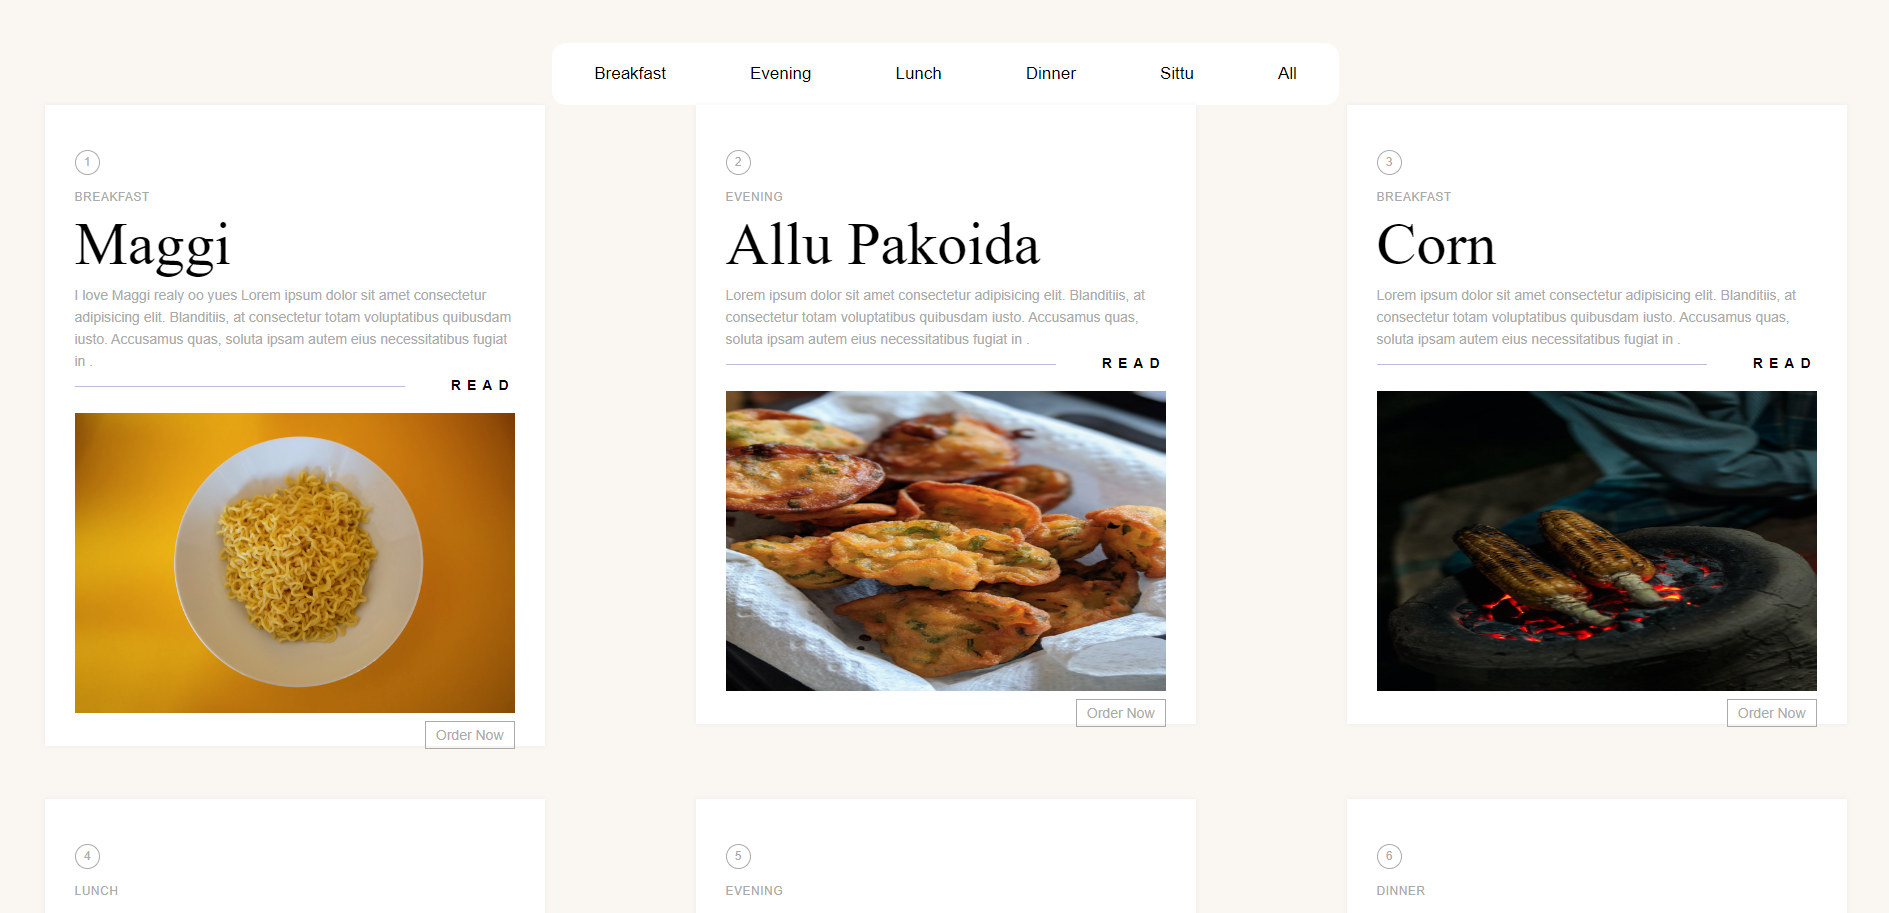 Breakfast Evening Lunch Dinner Sittu All
1
BREAKFAST
Maggi
I love Maggi realy oo yues Lorem ipsum dolor sit amet consectetur
adipisicing elit. Blanditiis, at consectetur totam voluptatibus quibusdam
iusto. Accusamus quas, soluta ipsam autem eius necessitatibus fugiat
in .
READ
Order Now
2
EVENING
Allu Pakoida
Lorem ipsum dolor sit amet consectetur adipisicing elit. Blanditiis, at
consectetur totam voluptatibus quibusdam iusto. Accusamus quas,
soluta ipsam autem eius necessitatibus fugiat in .
READ
Order Now
3
BREAKFAST
Corn
Lorem ipsum dolor sit amet consectetur adipisicing elit. Blanditiis, at
consectetur totam voluptatibus quibusdam iusto. Accusamus quas,
soluta ipsam autem eius necessitatibus fugiat in .
READ
Order Now
4
LUNCH
5
EVENING
6
DINNER